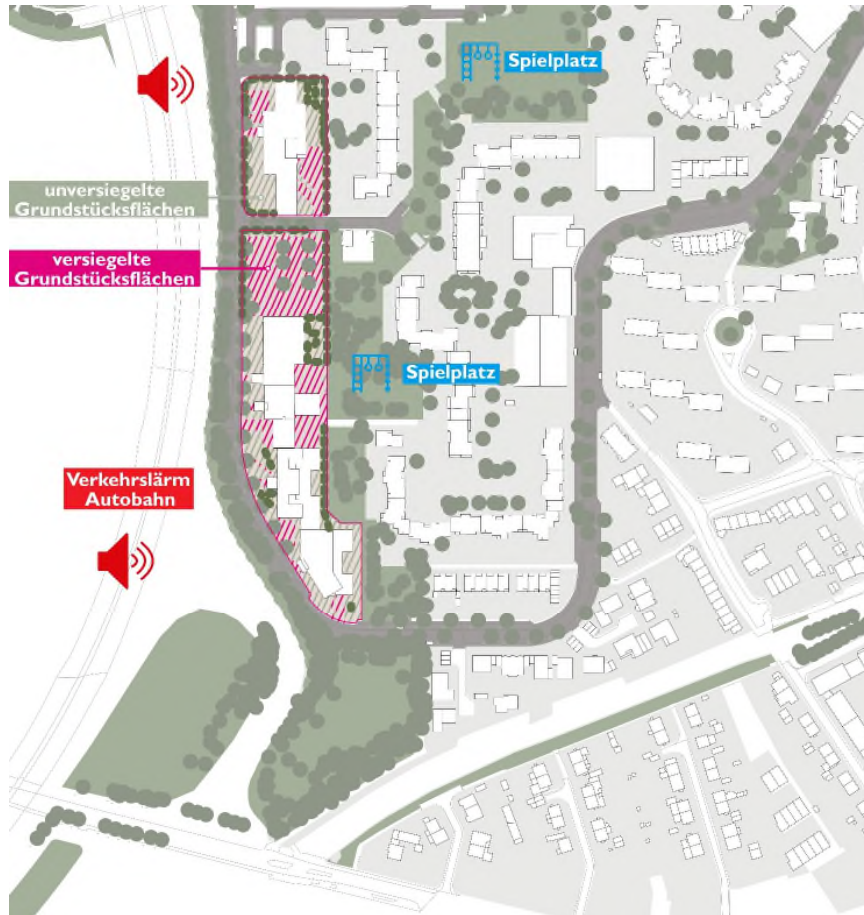 Spielplatz
unversiegelte
Grundstücksflächen
versiegelte
Grundstücksflächen
Spielplatz
Verkehrslärm
Autobahn